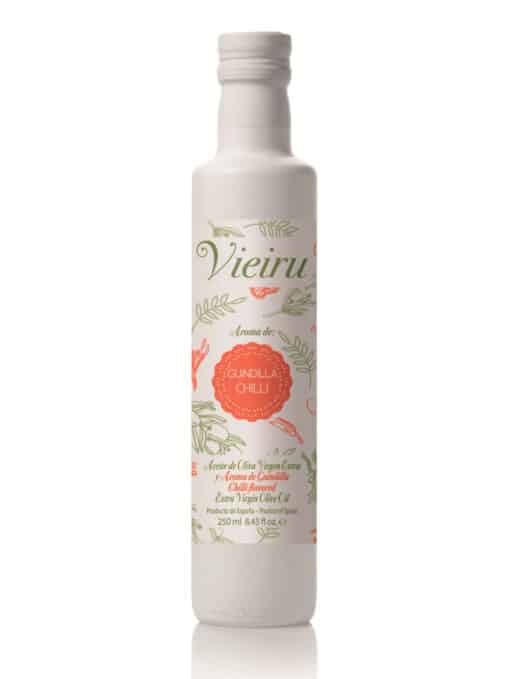 Vieiru
Aroma de:
GUINDILLA
CHILLI
Aceite de Oliva Virgen Extra
y Aroma de Guindilla
Chilli flavored
Extra Virgin Olive Oil
Producto de España - Product of Spain
250 ml 8.45 fl oz. ℮